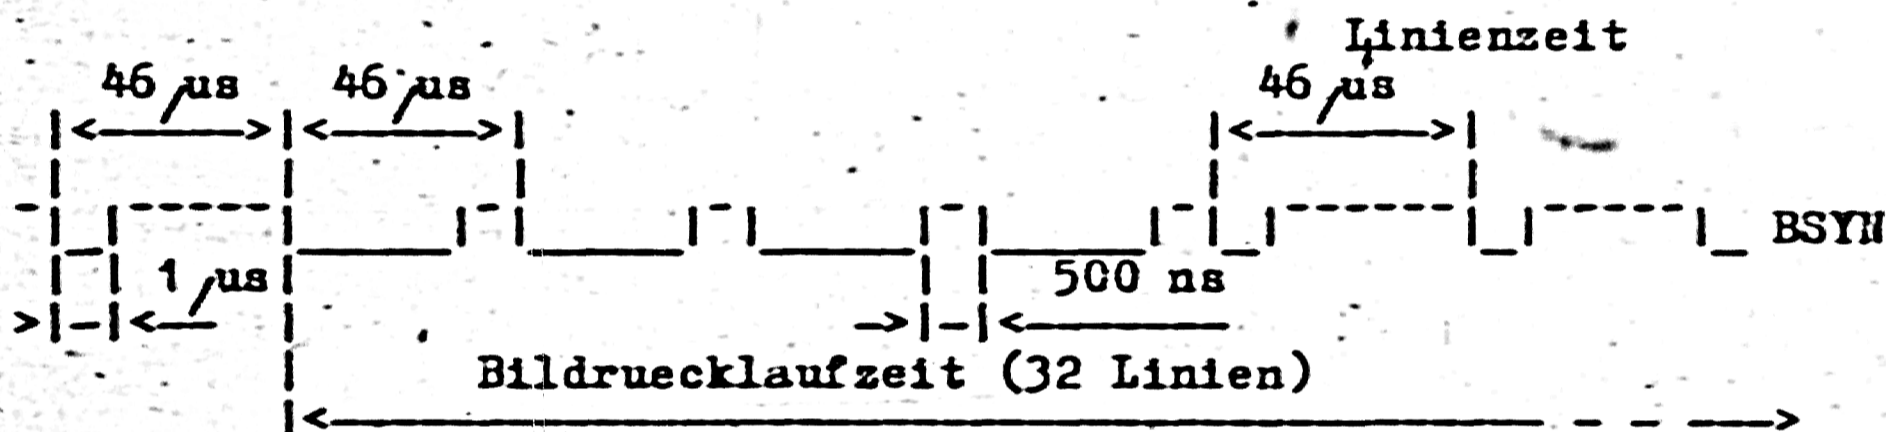 Linienzeit
46 µs 46 µs 46 µs
BSYN
1 µs 500 ns
Bildruecklaufzeit (32 Linien)